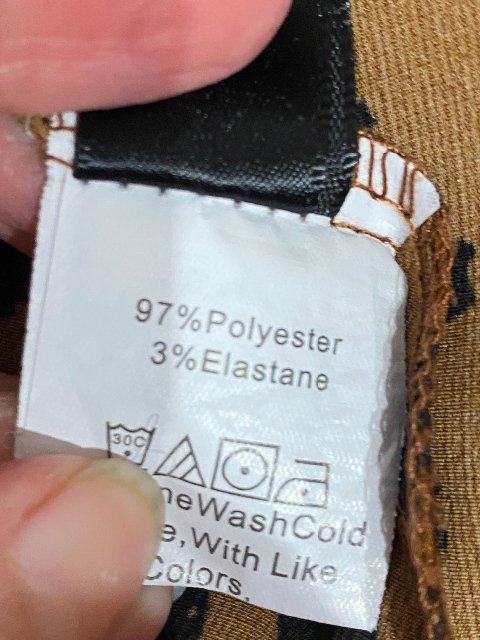 97%Polyester
3%Elastane
30C
WashCold
With Like
Colors.